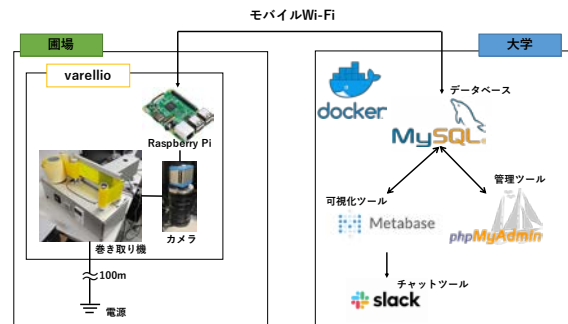 モバイルWi-Fi
圃場
大学
varellio
Raspberry Pi
カメラ
巻き取り機
100m
電源
docker
データベース
MySQL
可視化ツール
Metabase
管理ツール
phpMyAdmin
チャットツール
slack